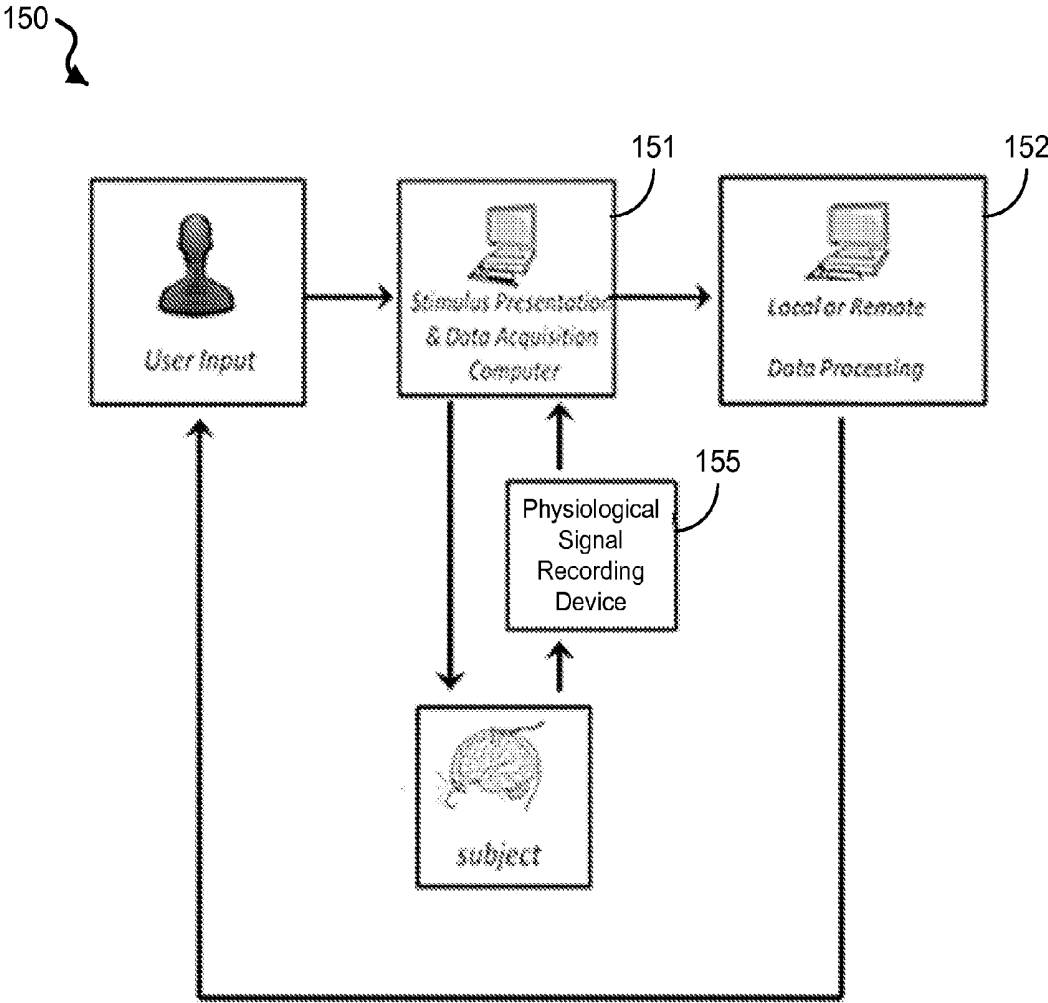 150
151
152
User Input
Stimulus Presentation
& Data Acquisition
Computer
Local or Remote
Data Processing
155
Physiological
Signal
Recording
Device
subject